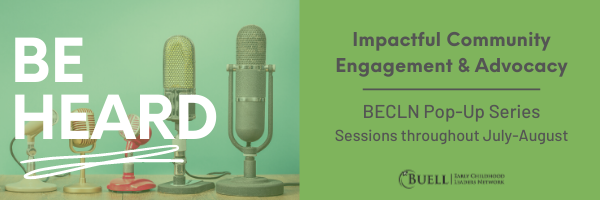 BE
HEARD
Impactful Community
Engagement & Advocacy
BECLN Pop-Up Series
Sessions throughout July-August
BUELL
EARLY CHILDHOOD
LEADERS NETWORK